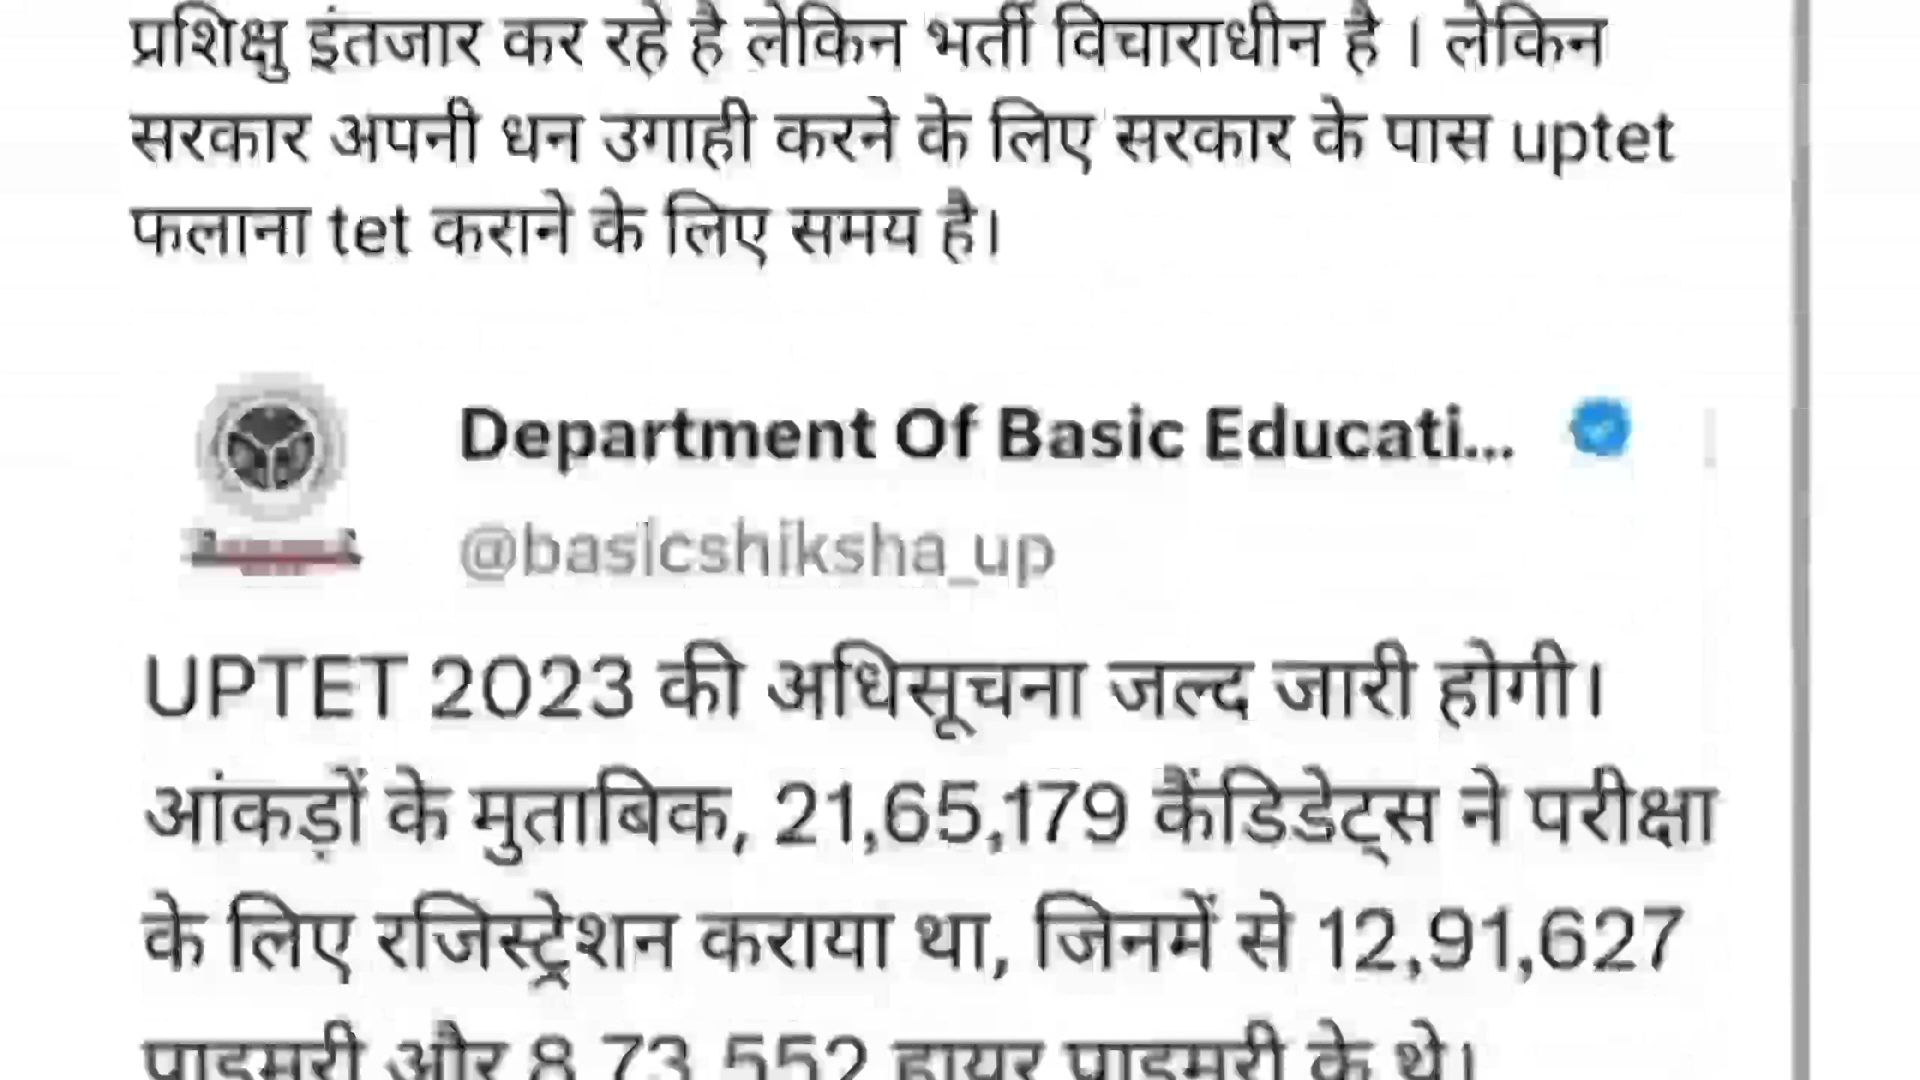 प्रशिक्षु इंतजार कर रहे है लेकिन भर्ती विचाराधीन है । लेकिन
सरकार अपनी धन उगाही करने के लिए सरकार के पास uptet
फलाना tet कराने के लिए समय है।
Department Of Basic Educati...
@basicshiksha_up
UPTET 2023 की अधिसूचना जल्द जारी होगी।
आंकड़ों के मुताबिक, 21,65,179 कैंडिडेट्स ने परीक्षा
के लिए रजिस्ट्रेशन कराया था, जिनमें से 12,91,627
प्राइमरी और 8,73,552 हायर प्राइमरी के थे।